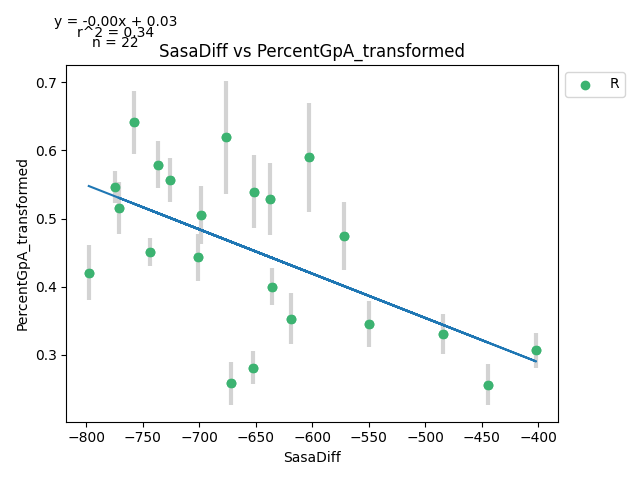 y = -0.00x + 0.03
r^2 = 0.34
n = 22
SasaDiff vs PercentGpA_transformed
R
PercentGpA_transformed
0.7
0.6
0.5
0.4
0.3
−800 −750 −700 −650 −600 −550 −500 −450 −400
SasaDiff